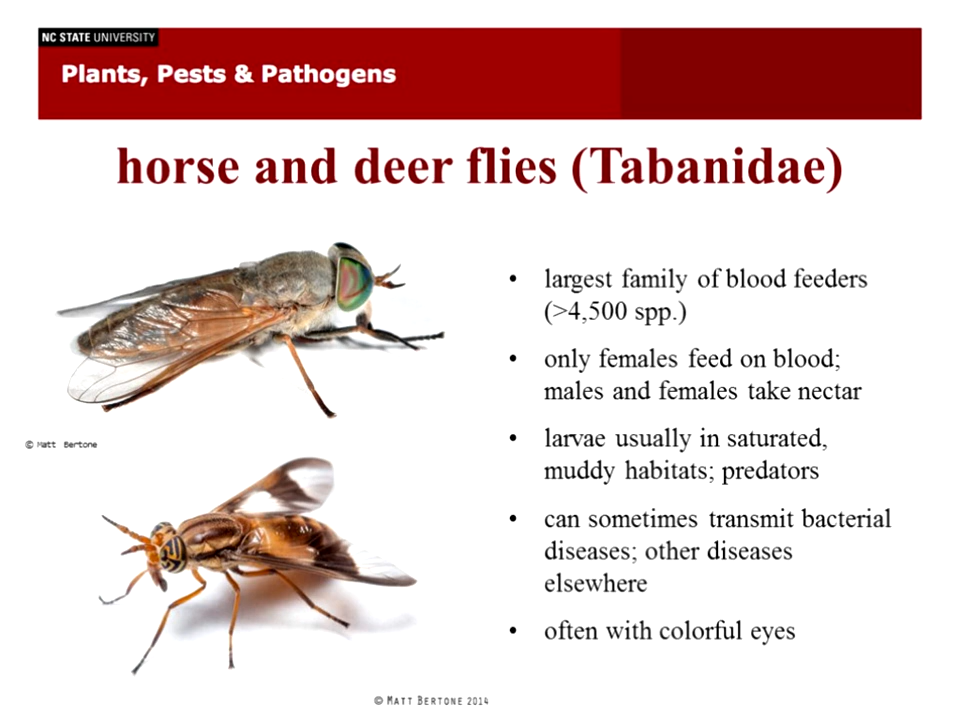 NC STATE UNIVERSITY
Plants, Pests & Pathogens
horse and deer flies (Tabanidae)
• largest family of blood feeders
(>4,500 spp.)
• only females feed on blood;
males and females take nectar
© Matt Bertone
• larvae usually in saturated,
muddy habitats; predators
• can sometimes transmit bacterial
diseases; other diseases
elsewhere
• often with colorful eyes
© MATT BERTONE 2014